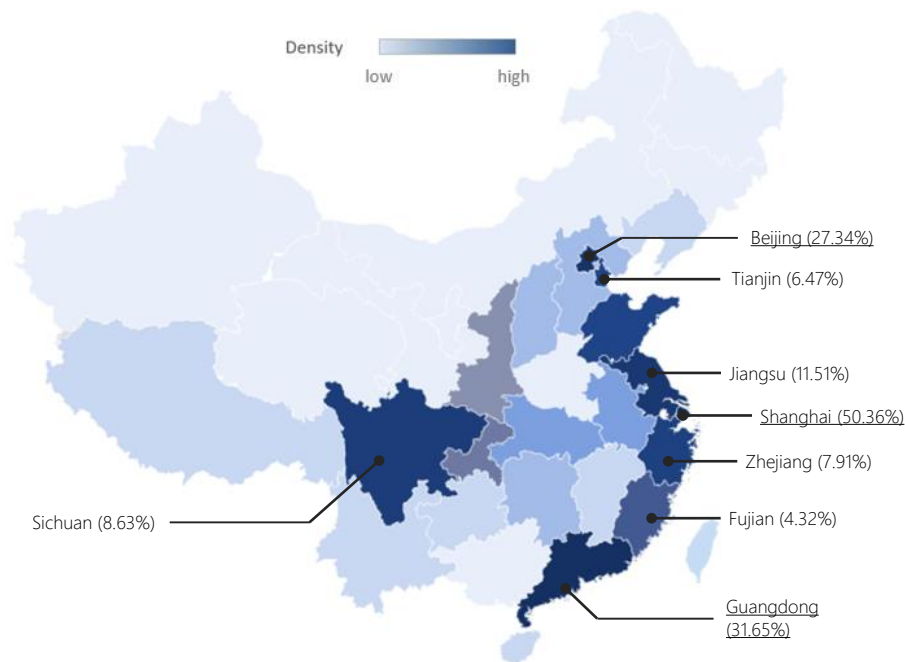 Density
low high
Beijing (27.34%)
Tianjin (6.47%)
Jiangsu (11.51%)
Shanghai (50.36%)
Zhejiang (7.91%)
Sichuan (8.63%)
Fujian (4.32%)
Guangdong
(31.65%)